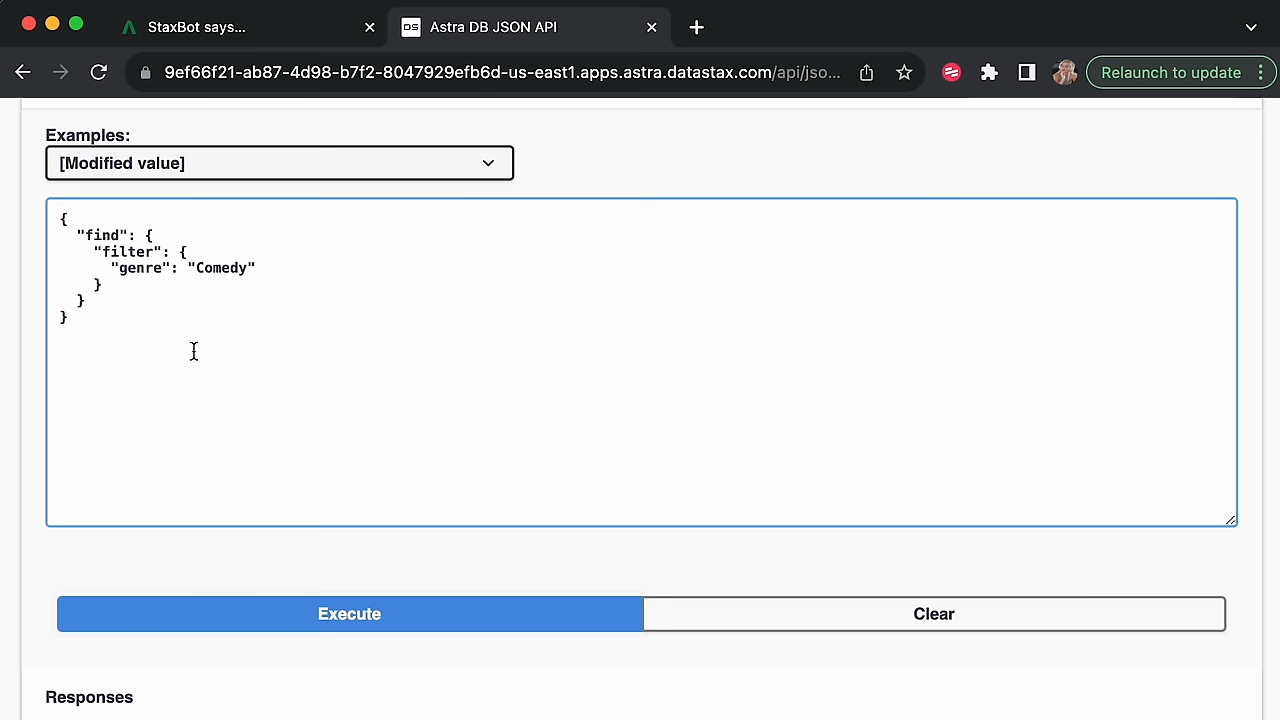 StaxBot says...
DS
Astra DB JSON API
9ef66f21-ab87-4d98-b7f2-8047929efb6d-us-east1.apps.astra.datastax.com/api/jso...
Relaunch to update
Examples:
[Modified value]
{
  "find": {
    "filter": {
      "genre": "Comedy"
    }
  }
}
Execute
Clear
Responses